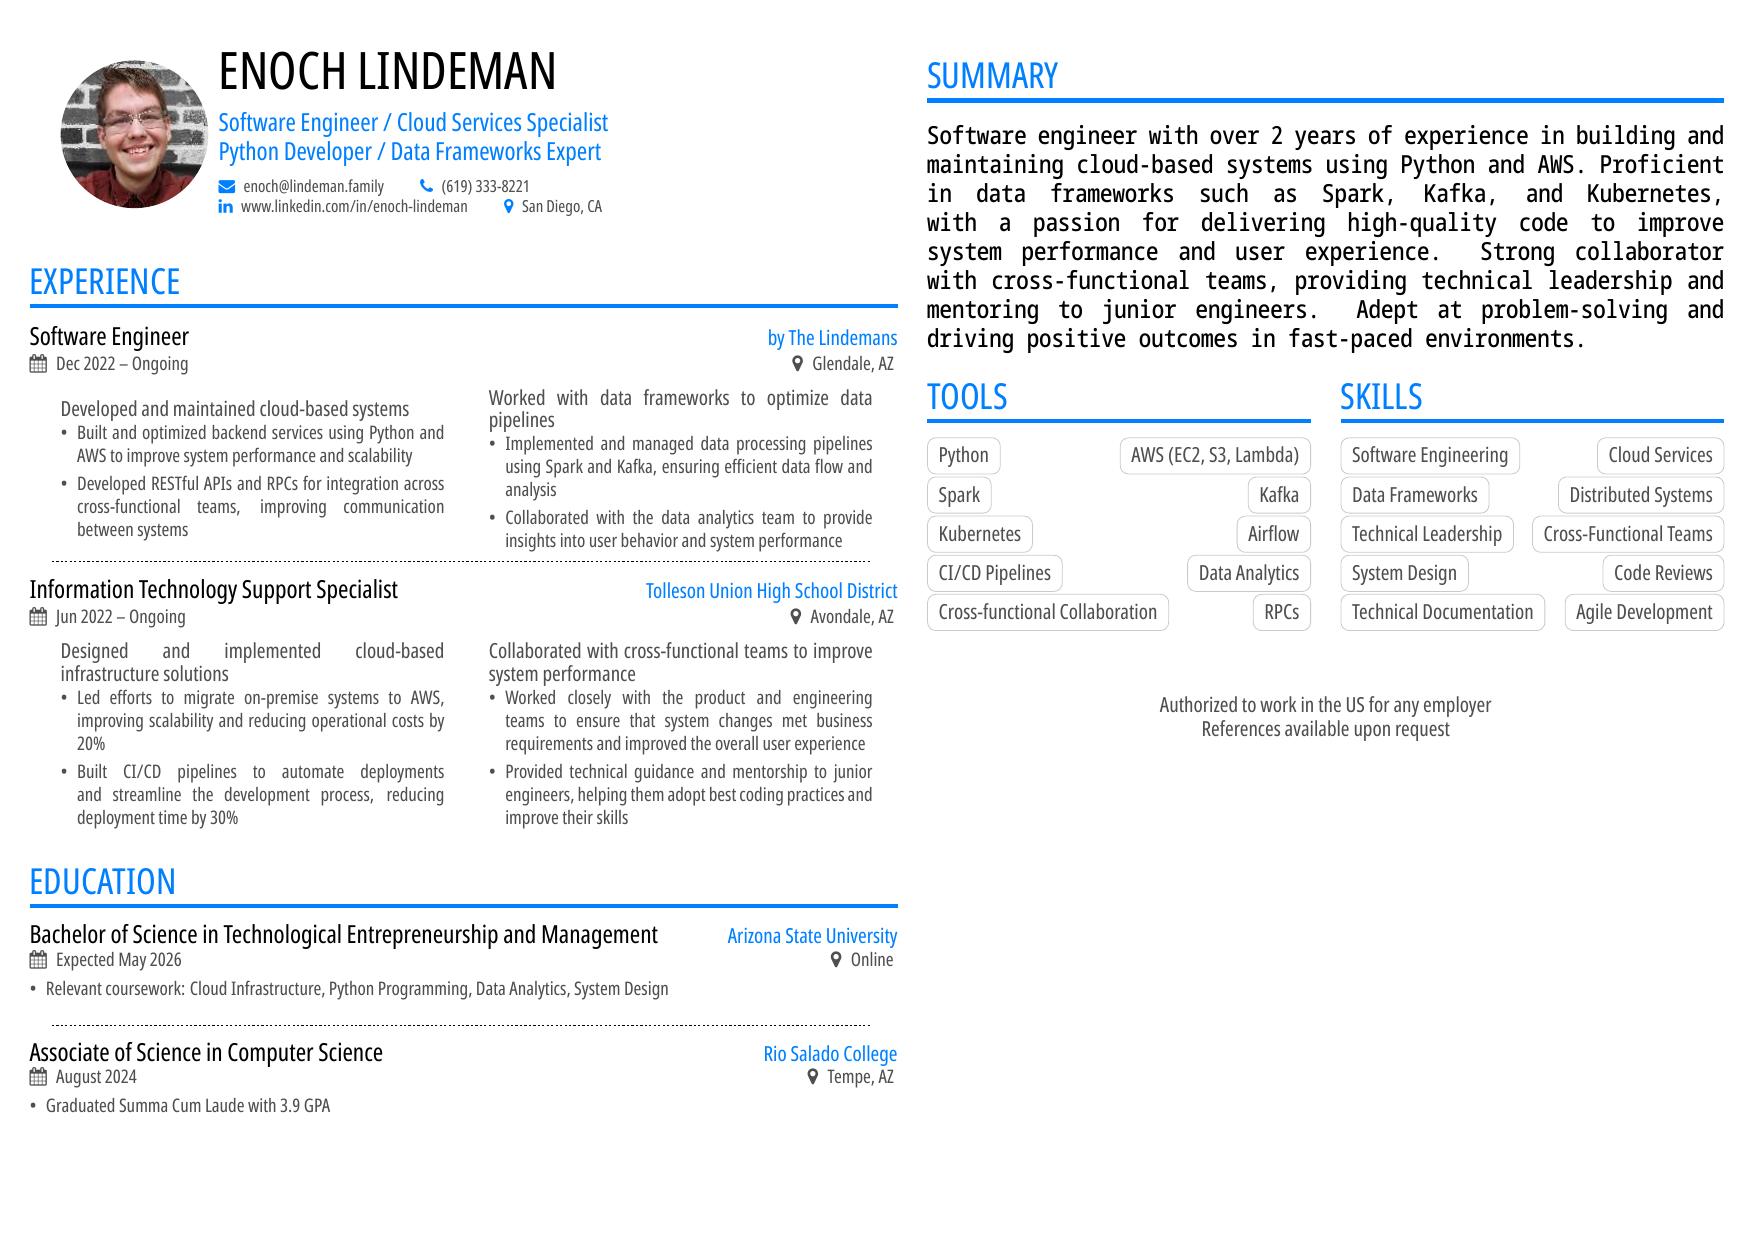 ENOCH LINDEMAN
Software Engineer / Cloud Services Specialist
Python Developer / Data Frameworks Expert
enoch@lindeman.family (619) 333-8221
www.linkedin.com/in/enoch-lindeman San Diego, CA
EXPERIENCE
Software Engineer by The Lindemans
Dec 2022 – Ongoing Glendale, AZ
Developed and maintained cloud-based systems
• Built and optimized backend services using Python and
AWS to improve system performance and scalability
• Developed RESTful APIs and RPCs for integration across
cross-functional teams, improving communication
between systems
Worked with data frameworks to optimize data
pipelines
• Implemented and managed data processing pipelines
using Spark and Kafka, ensuring efficient data flow and
analysis
• Collaborated with the data analytics team to provide
insights into user behavior and system performance
Information Technology Support Specialist Tolleson Union High School District
Jun 2022 – Ongoing Avondale, AZ
Designed and implemented cloud-based
infrastructure solutions
• Led efforts to migrate on-premise systems to AWS,
improving scalability and reducing operational costs by
20%
• Built CI/CD pipelines to automate deployments
and streamline the development process, reducing
deployment time by 30%
Collaborated with cross-functional teams to improve
system performance
• Worked closely with the product and engineering
teams to ensure that system changes met business
requirements and improved the overall user experience
• Provided technical guidance and mentorship to junior
engineers, helping them adopt best coding practices and
improve their skills
EDUCATION
Bachelor of Science in Technological Entrepreneurship and Management Arizona State University
Expected May 2026 Online
• Relevant coursework: Cloud Infrastructure, Python Programming, Data Analytics, System Design
Associate of Science in Computer Science Rio Salado College
August 2024 Tempe, AZ
• Graduated Summa Cum Laude with 3.9 GPA
SUMMARY
Software engineer with over 2 years of experience in building and
maintaining cloud-based systems using Python and AWS. Proficient
in data frameworks such as Spark, Kafka, and Kubernetes,
with a passion for delivering high-quality code to improve
system performance and user experience. Strong collaborator
with cross-functional teams, providing technical leadership and
mentoring to junior engineers. Adept at problem-solving and
driving positive outcomes in fast-paced environments.
TOOLS
Python AWS (EC2, S3, Lambda)
Spark Kafka
Kubernetes Airflow
CI/CD Pipelines Data Analytics
Cross-functional Collaboration RPCs
SKILLS
Software Engineering Cloud Services
Data Frameworks Distributed Systems
Technical Leadership Cross-Functional Teams
System Design Code Reviews
Technical Documentation Agile Development
Authorized to work in the US for any employer
References available upon request